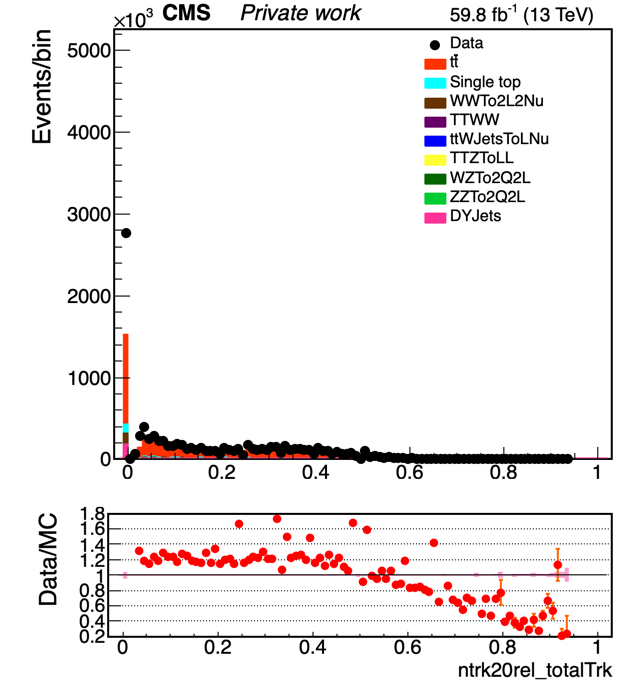 ×10³ CMS Private work 59.8 fb⁻¹ (13 TeV)
Events/bin
5000
4000
3000
2000
1000
0
Data
tt̄
Single top
WWTo2L2Nu
TTWW
ttWJetsToLNu
TTZToLL
WZTo2Q2L
ZZTo2Q2L
DYJets
0 0.2 0.4 0.6 0.8 1
Data/MC
1.8
1.6
1.4
1.2
1
0.8
0.6
0.4
0.2
0 0.2 0.4 0.6 0.8 1
ntrk20rel_totalTrk